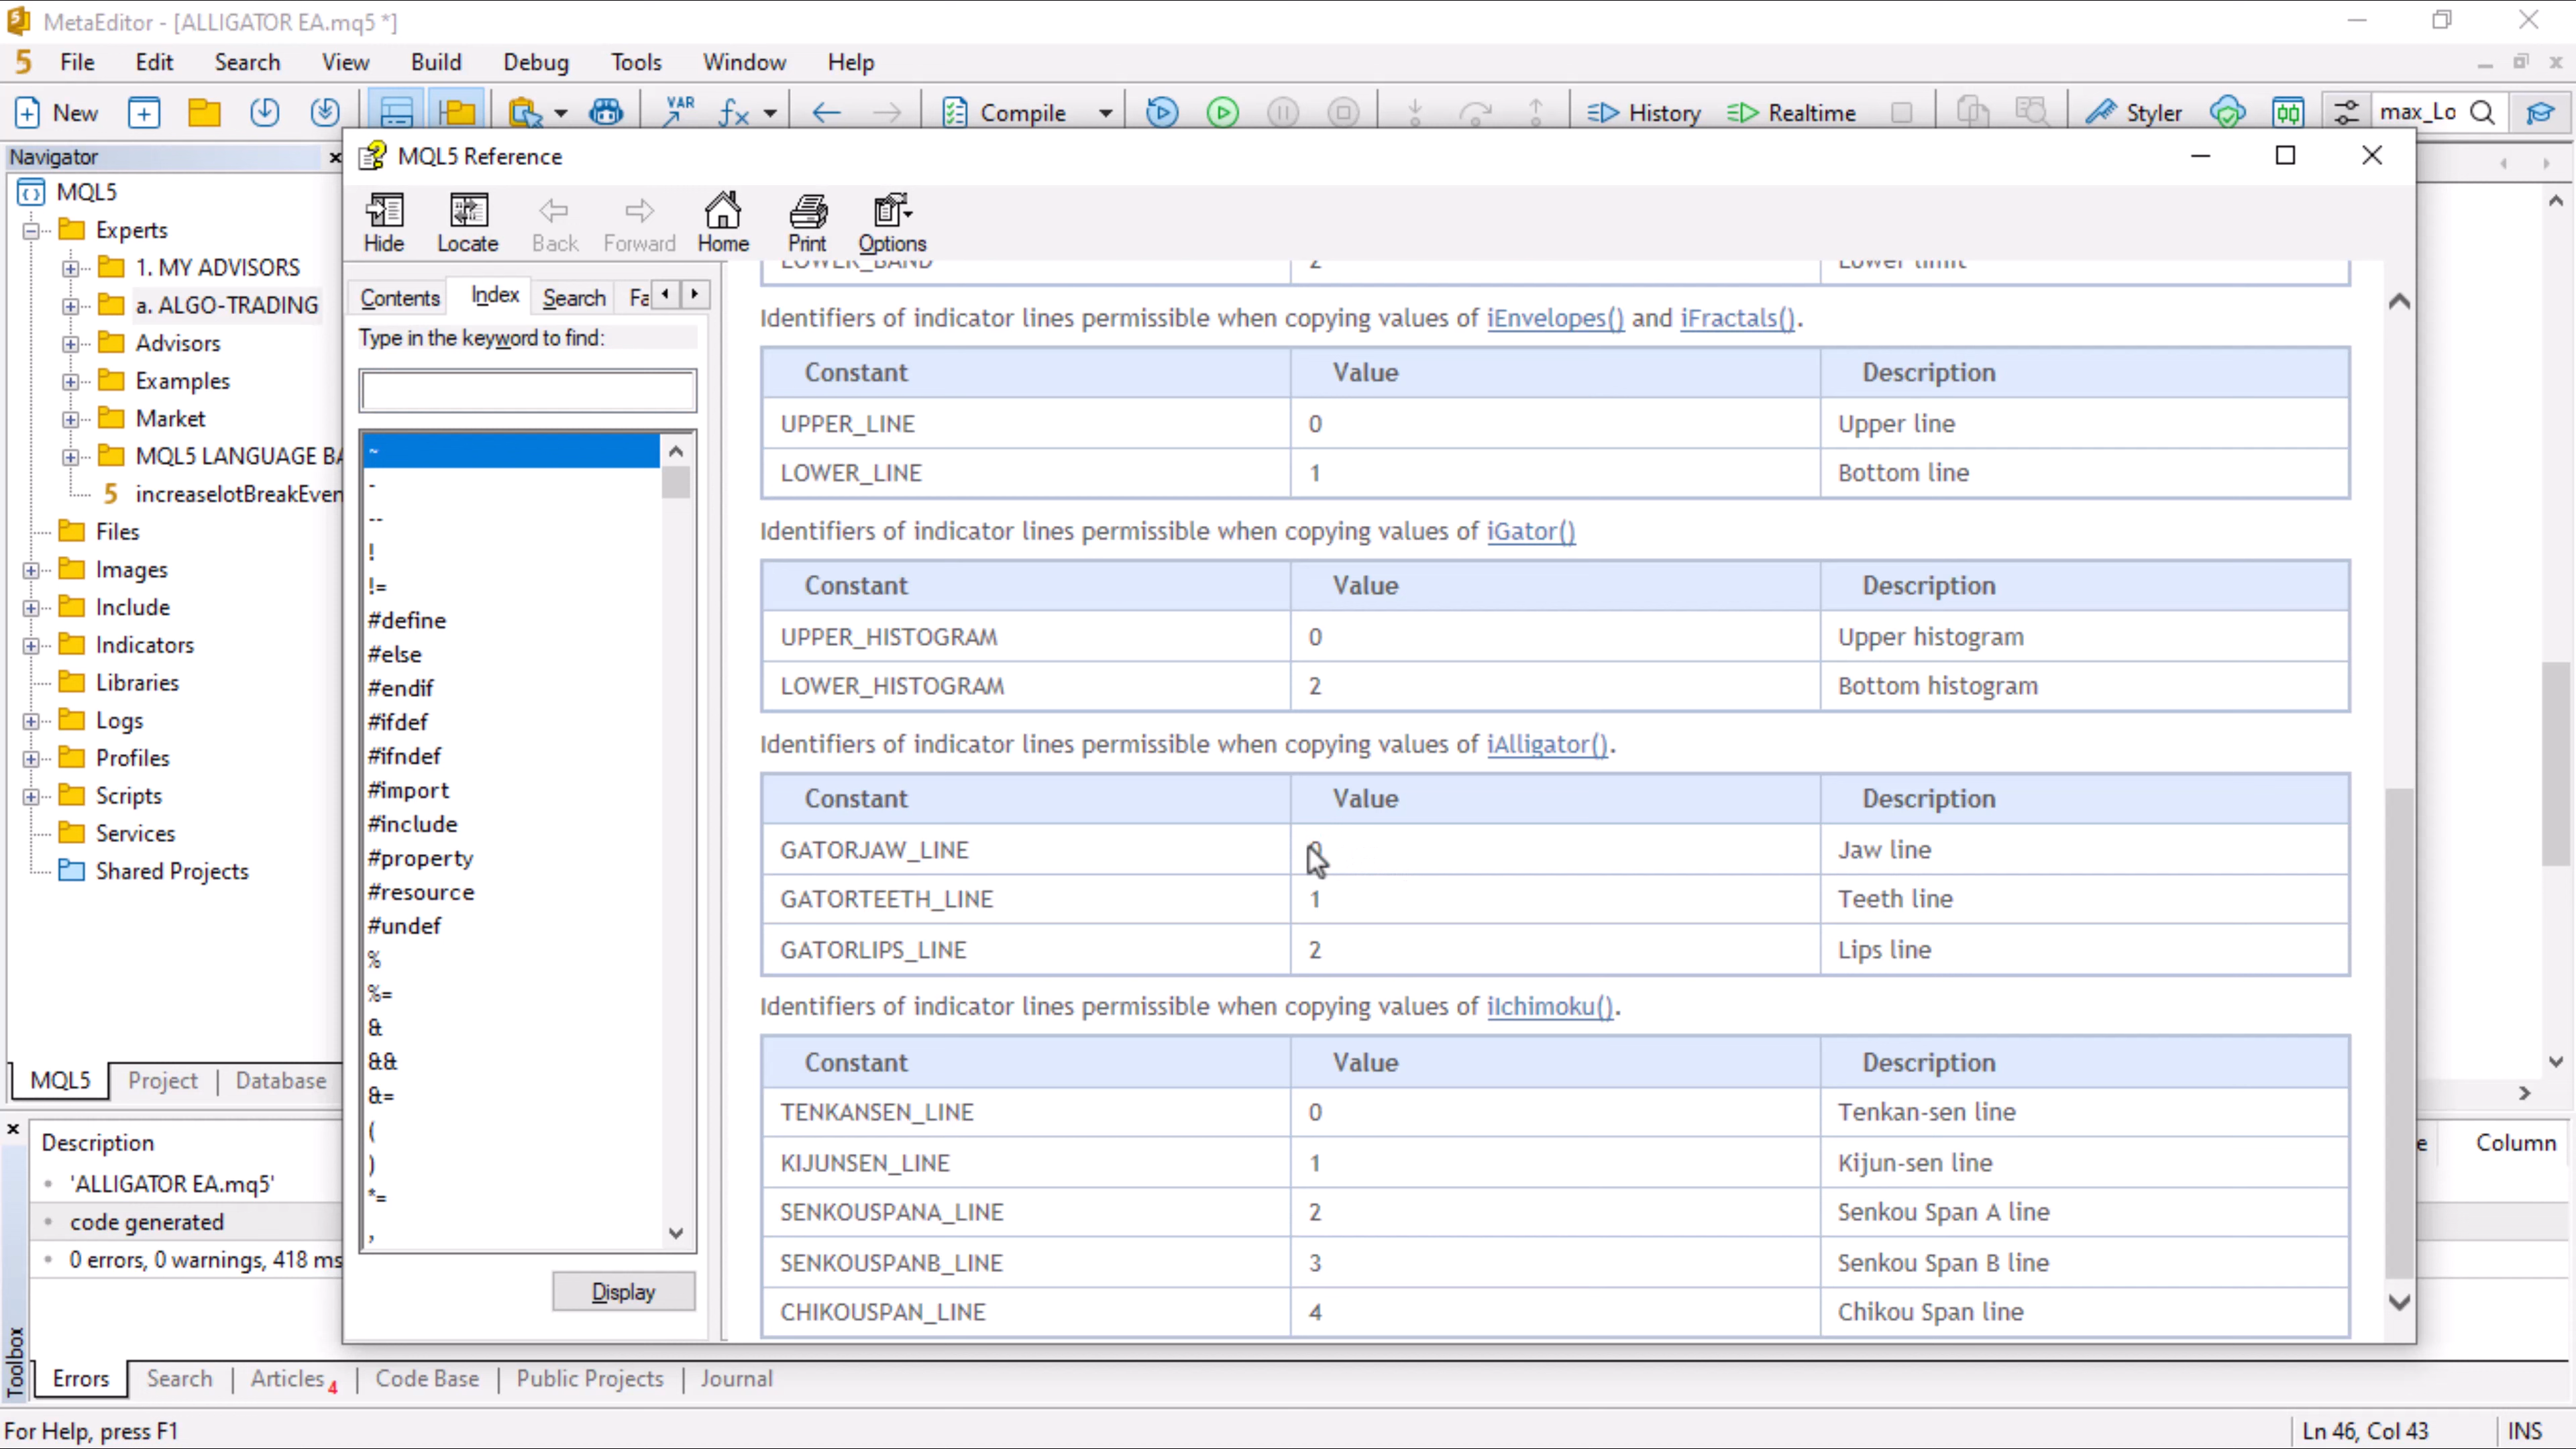 MetaEditor - [ALLIGATOR EA.mq5 *]
5 File Edit Search View Build Debug Tools Window Help
New VAR fx Compile History Realtime Styler max_Lo
Navigator
MQL5
Experts
1. MY ADVISORS
a. ALGO-TRADING
Advisors
Examples
Market
MQL5 LANGUAGE BA
5 increaselotBreakEven
Files
Images
Include
Indicators
Libraries
Logs
Profiles
Scripts
Services
Shared Projects
MQL5 | Project | Database
MQL5 Reference
Hide Locate Back Forward Home Print Options
Contents Index Search Fa
Type in the keyword to find:
~
-
--
!
!=
#define
#else
#endif
#ifdef
#ifndef
#import
#include
#property
#resource
#undef
%
%=
&
&&
&=
(
)
*=
,
Display
LOWER_BAND 2 Lower limit
Identifiers of indicator lines permissible when copying values of iEnvelopes() and iFractals().
Constant Value Description
UPPER_LINE 0 Upper line
LOWER_LINE 1 Bottom line
Identifiers of indicator lines permissible when copying values of iGator()
Constant Value Description
UPPER_HISTOGRAM 0 Upper histogram
LOWER_HISTOGRAM 2 Bottom histogram
Identifiers of indicator lines permissible when copying values of iAlligator().
Constant Value Description
GATORJAW_LINE 0 Jaw line
GATORTEETH_LINE 1 Teeth line
GATORLIPS_LINE 2 Lips line
Identifiers of indicator lines permissible when copying values of iIchimoku().
Constant Value Description
TENKANSEN_LINE 0 Tenkan-sen line
KIJUNSEN_LINE 1 Kijun-sen line
SENKOUSPANA_LINE 2 Senkou Span A line
SENKOUSPANB_LINE 3 Senkou Span B line
CHIKOUSPAN_LINE 4 Chikou Span line
Description e Column
'ALLIGATOR EA.mq5'
code generated
0 errors, 0 warnings, 418 ms
Toolbox
Errors Search | Articles 4 | Code Base | Public Projects | Journal
For Help, press F1 Ln 46, Col 43 INS